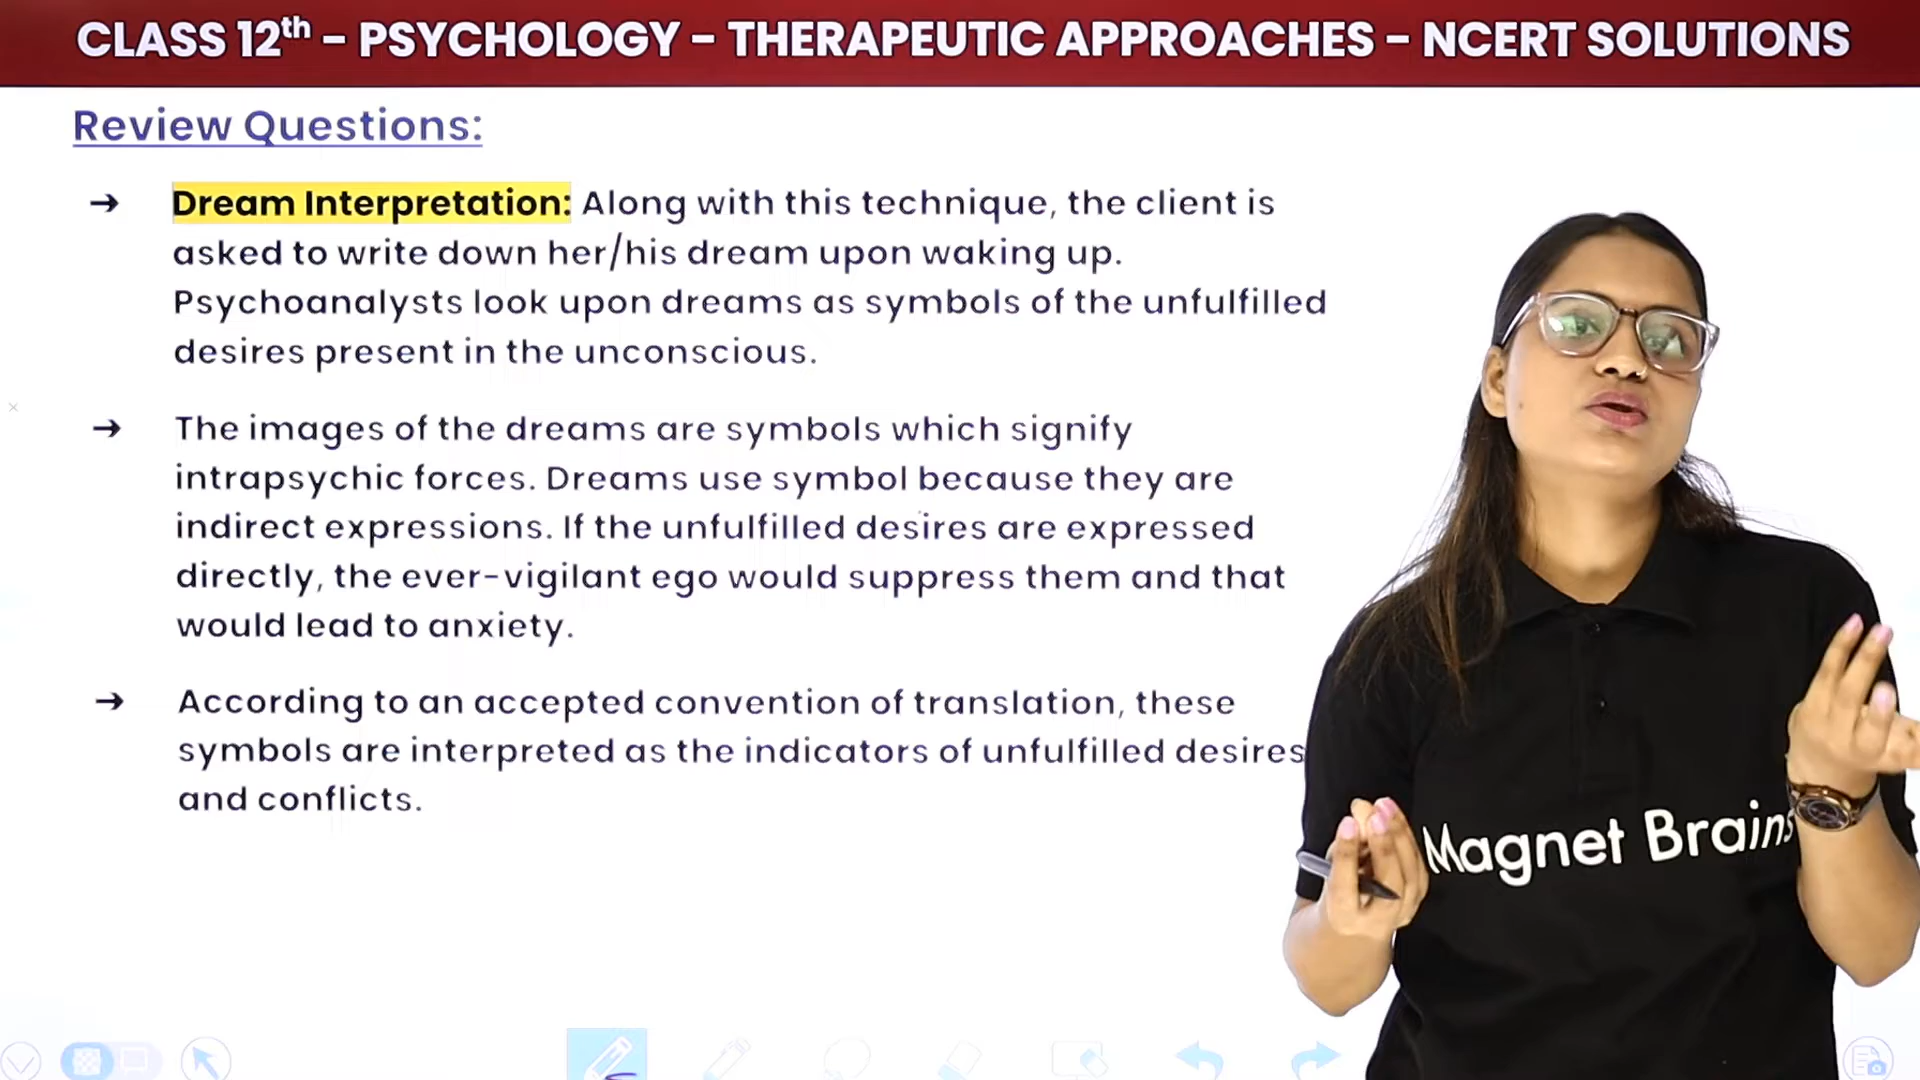 CLASS 12th - PSYCHOLOGY - THERAPEUTIC APPROACHES - NCERT SOLUTIONS
Review Questions:
➔ Dream Interpretation: Along with this technique, the client is
asked to write down her/his dream upon waking up.
Psychoanalysts look upon dreams as symbols of the unfulfilled
desires present in the unconscious.
➔ The images of the dreams are symbols which signify
intrapsychic forces. Dreams use symbol because they are
indirect expressions. If the unfulfilled desires are expressed
directly, the ever-vigilant ego would suppress them and that
would lead to anxiety.
➔ According to an accepted convention of translation, these
symbols are interpreted as the indicators of unfulfilled desires
and conflicts.
Magnet Brains